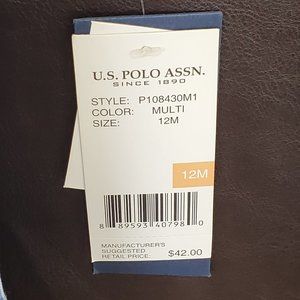 U.S. POLO ASSN.
SINCE 1890
STYLE: P108430M1
COLOR: MULTI
SIZE: 12M
12M
8 89593 40798 0
MANUFACTURER'S
SUGGESTED
RETAIL PRICE: $42.00